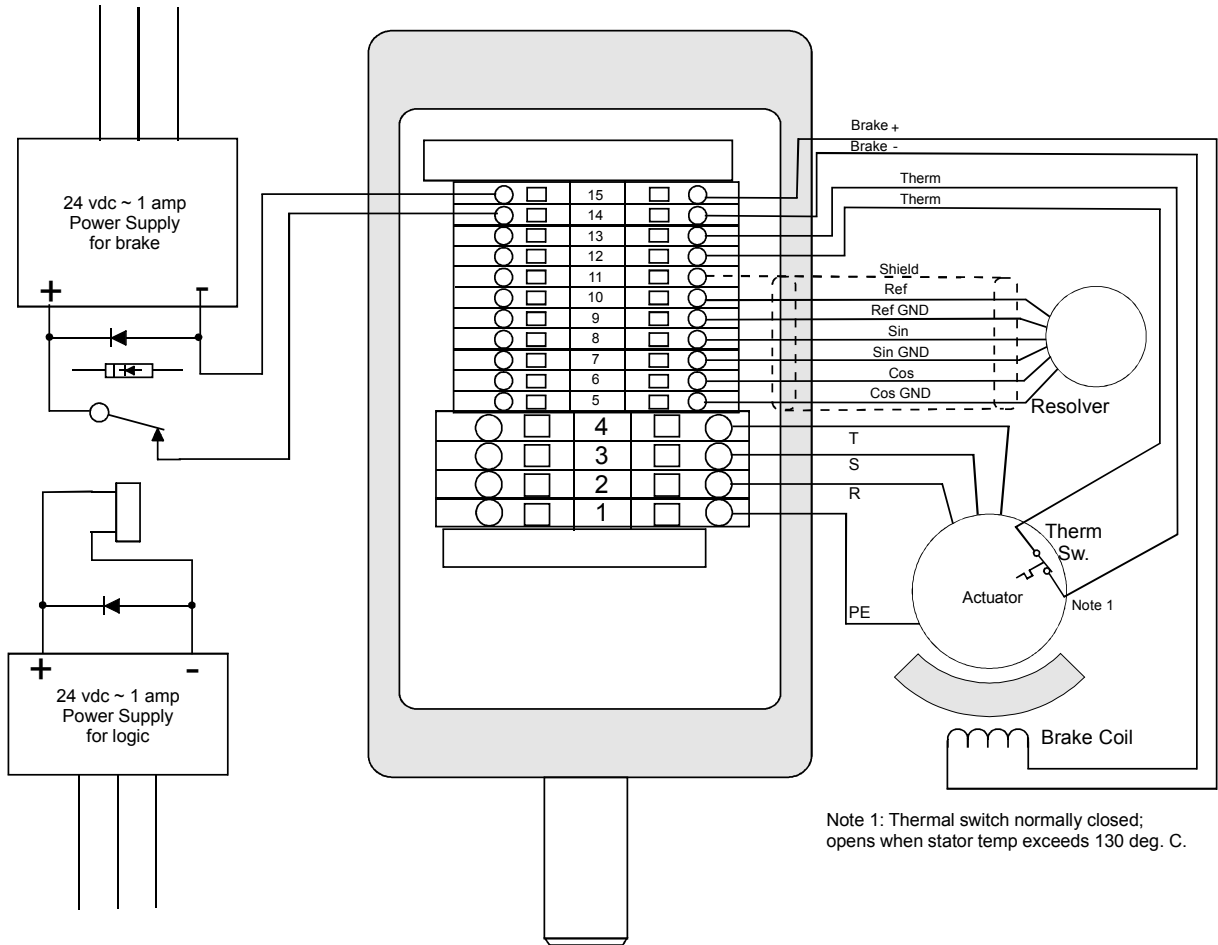 24 vdc ~ 1 amp
Power Supply
for brake
+ -
+ -
24 vdc ~ 1 amp
Power Supply
for logic
15
14
13
12
11
10
9
8
7
6
5
4
3
2
1
Brake +
Brake -
Therm
Therm
Shield
Ref
Ref GND
Sin
Sin GND
Cos
Cos GND
Resolver
T
S
R
PE
Therm
Sw.
Actuator
Note 1
Brake Coil
Note 1: Thermal switch normally closed;
opens when stator temp exceeds 130 deg. C.